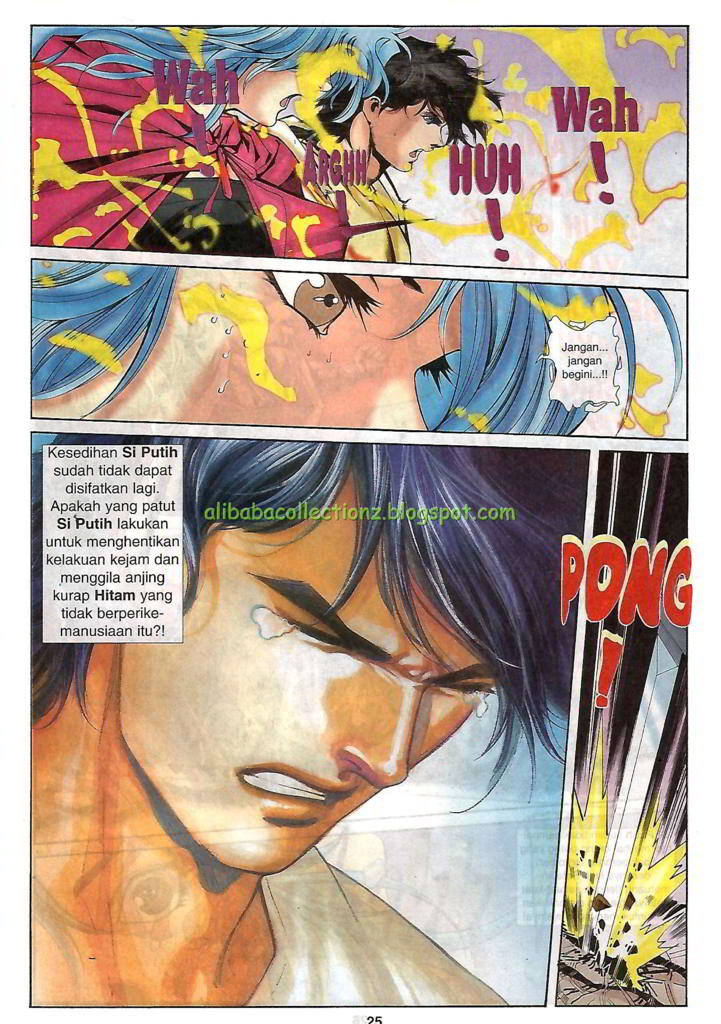 Wah
!
ARGHH
!
HUH
!
Wah
!
Jangan...
jangan
begini...!!
Kesedihan Si Putih
sudah tidak dapat
disifatkan lagi.
Apakah yang patut
Si Putih lakukan
untuk menghentikan
kelakuan kejam dan
menggila anjing
kurap Hitam yang
tidak berperike-
manusiaan itu?!
alibabacollectionz.blogspot.com
PONG
!
25